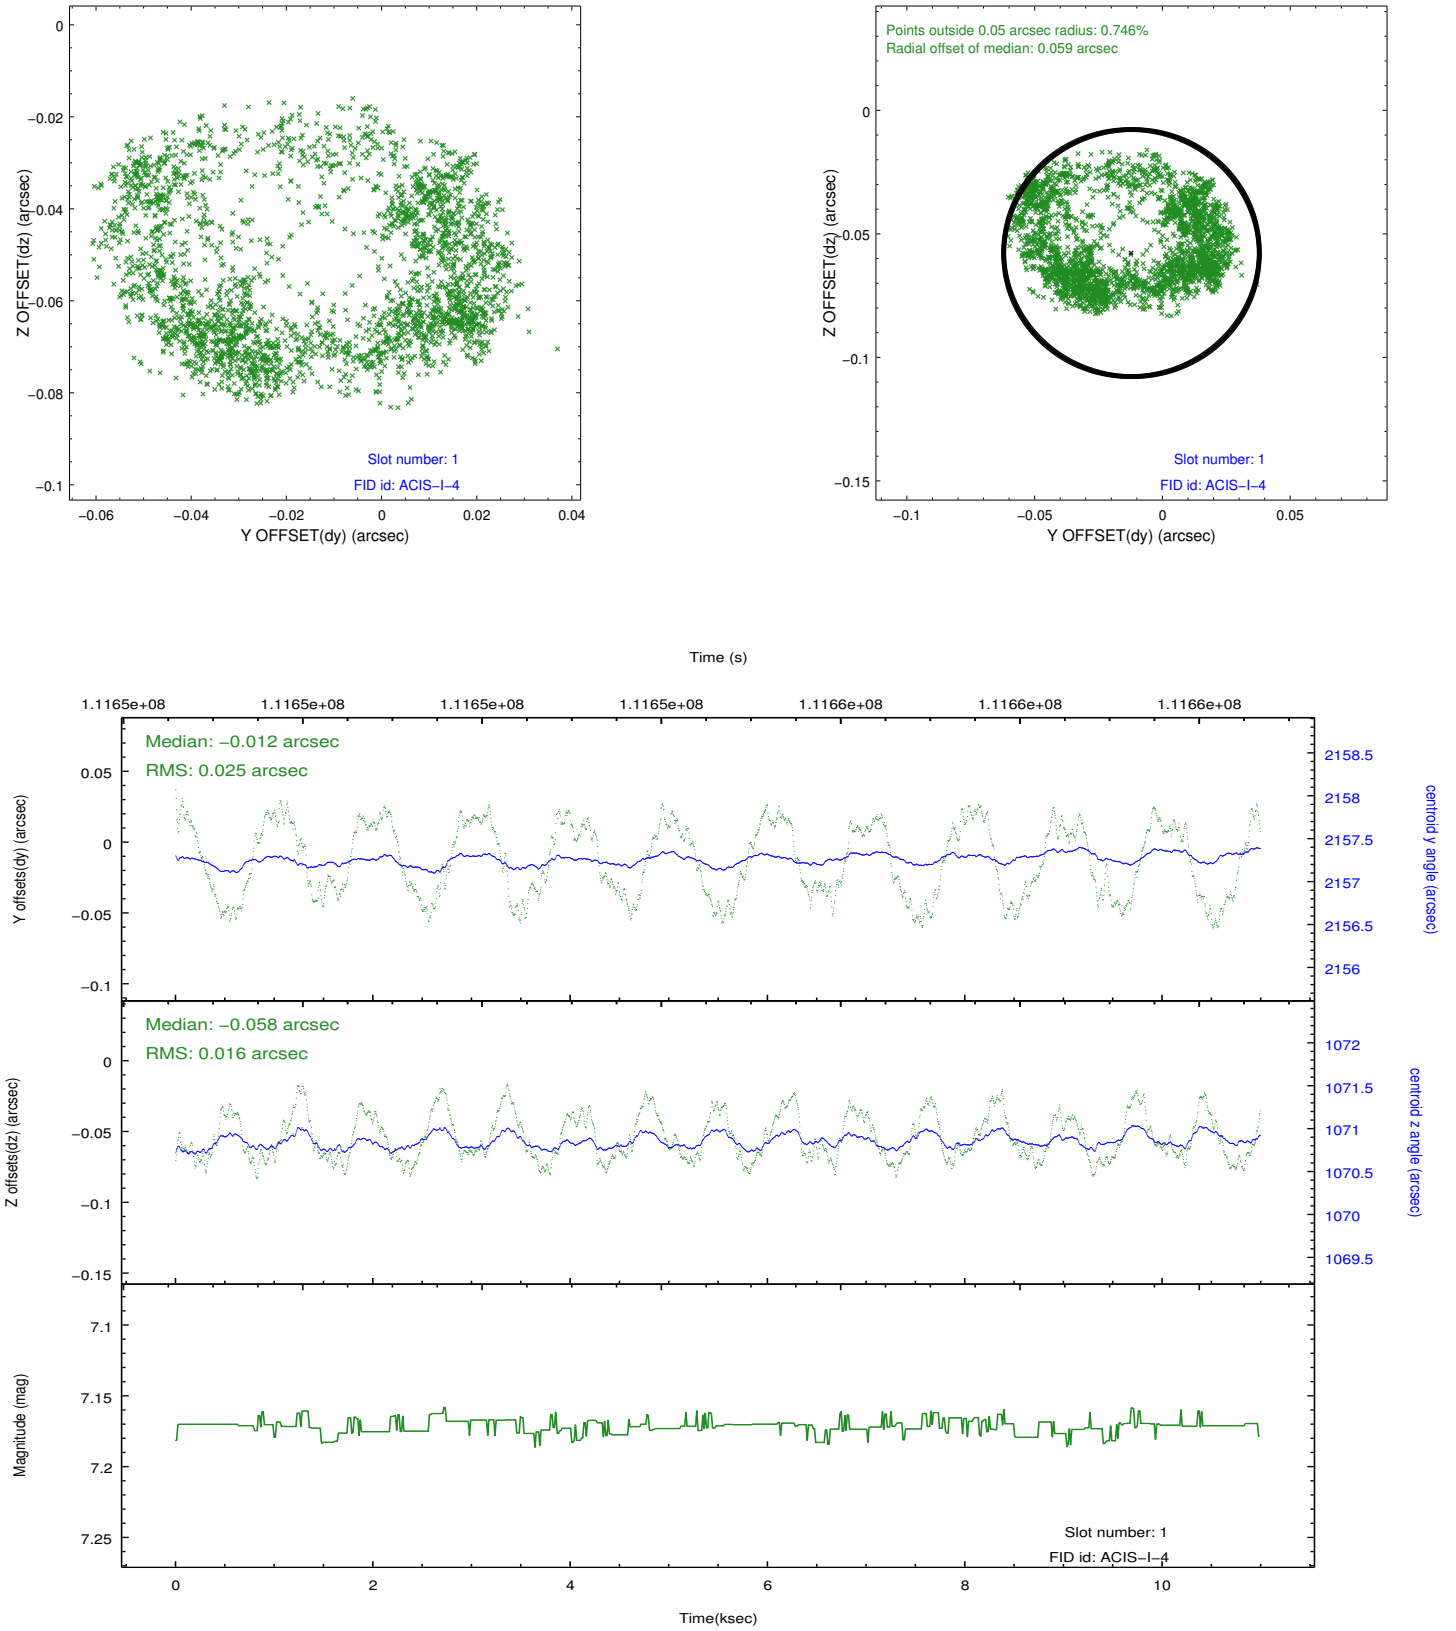 0
−0.02
−0.04
−0.06
−0.08
−0.1
Z OFFSET(dz) (arcsec)
−0.06
−0.04
−0.02
0
0.02
0.04
Y OFFSET(dy) (arcsec)
Slot number: 1
FID id: ACIS−I−4
Points outside 0.05 arcsec radius: 0.746%
Radial offset of median: 0.059 arcsec
0
−0.05
−0.1
−0.15
Z OFFSET(dz) (arcsec)
−0.1
−0.05
0
0.05
Y OFFSET(dy) (arcsec)
Slot number: 1
FID id: ACIS−I−4
Time (s)
1.1165e+08
1.1165e+08
1.1165e+08
1.1165e+08
1.1166e+08
1.1166e+08
1.1166e+08
Median: −0.012 arcsec
RMS: 0.025 arcsec
0.05
0
−0.05
−0.1
Y offsets(dy) (arcsec)
2158.5
2158
2157.5
2157
2156.5
2156
centroid y angle (arcsec)
Median: −0.058 arcsec
RMS: 0.016 arcsec
0
−0.05
−0.1
−0.15
Z offsets(dz) (arcsec)
1072
1071.5
1071
1070.5
1070
1069.5
centroid z angle (arcsec)
7.1
7.15
7.2
7.25
Magnitude (mag)
Slot number: 1
FID id: ACIS−I−4
0
2
4
6
8
10
Time(ksec)